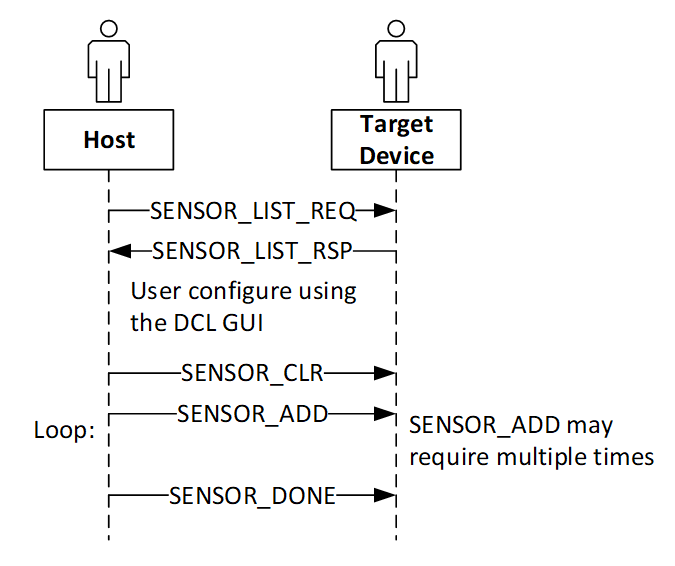 Host
Target
Device
SENSOR_LIST_REQ
SENSOR_LIST_RSP
User configure using
the DCL GUI
SENSOR_CLR
SENSOR_ADD
Loop:
SENSOR_ADD may
require multiple times
SENSOR_DONE